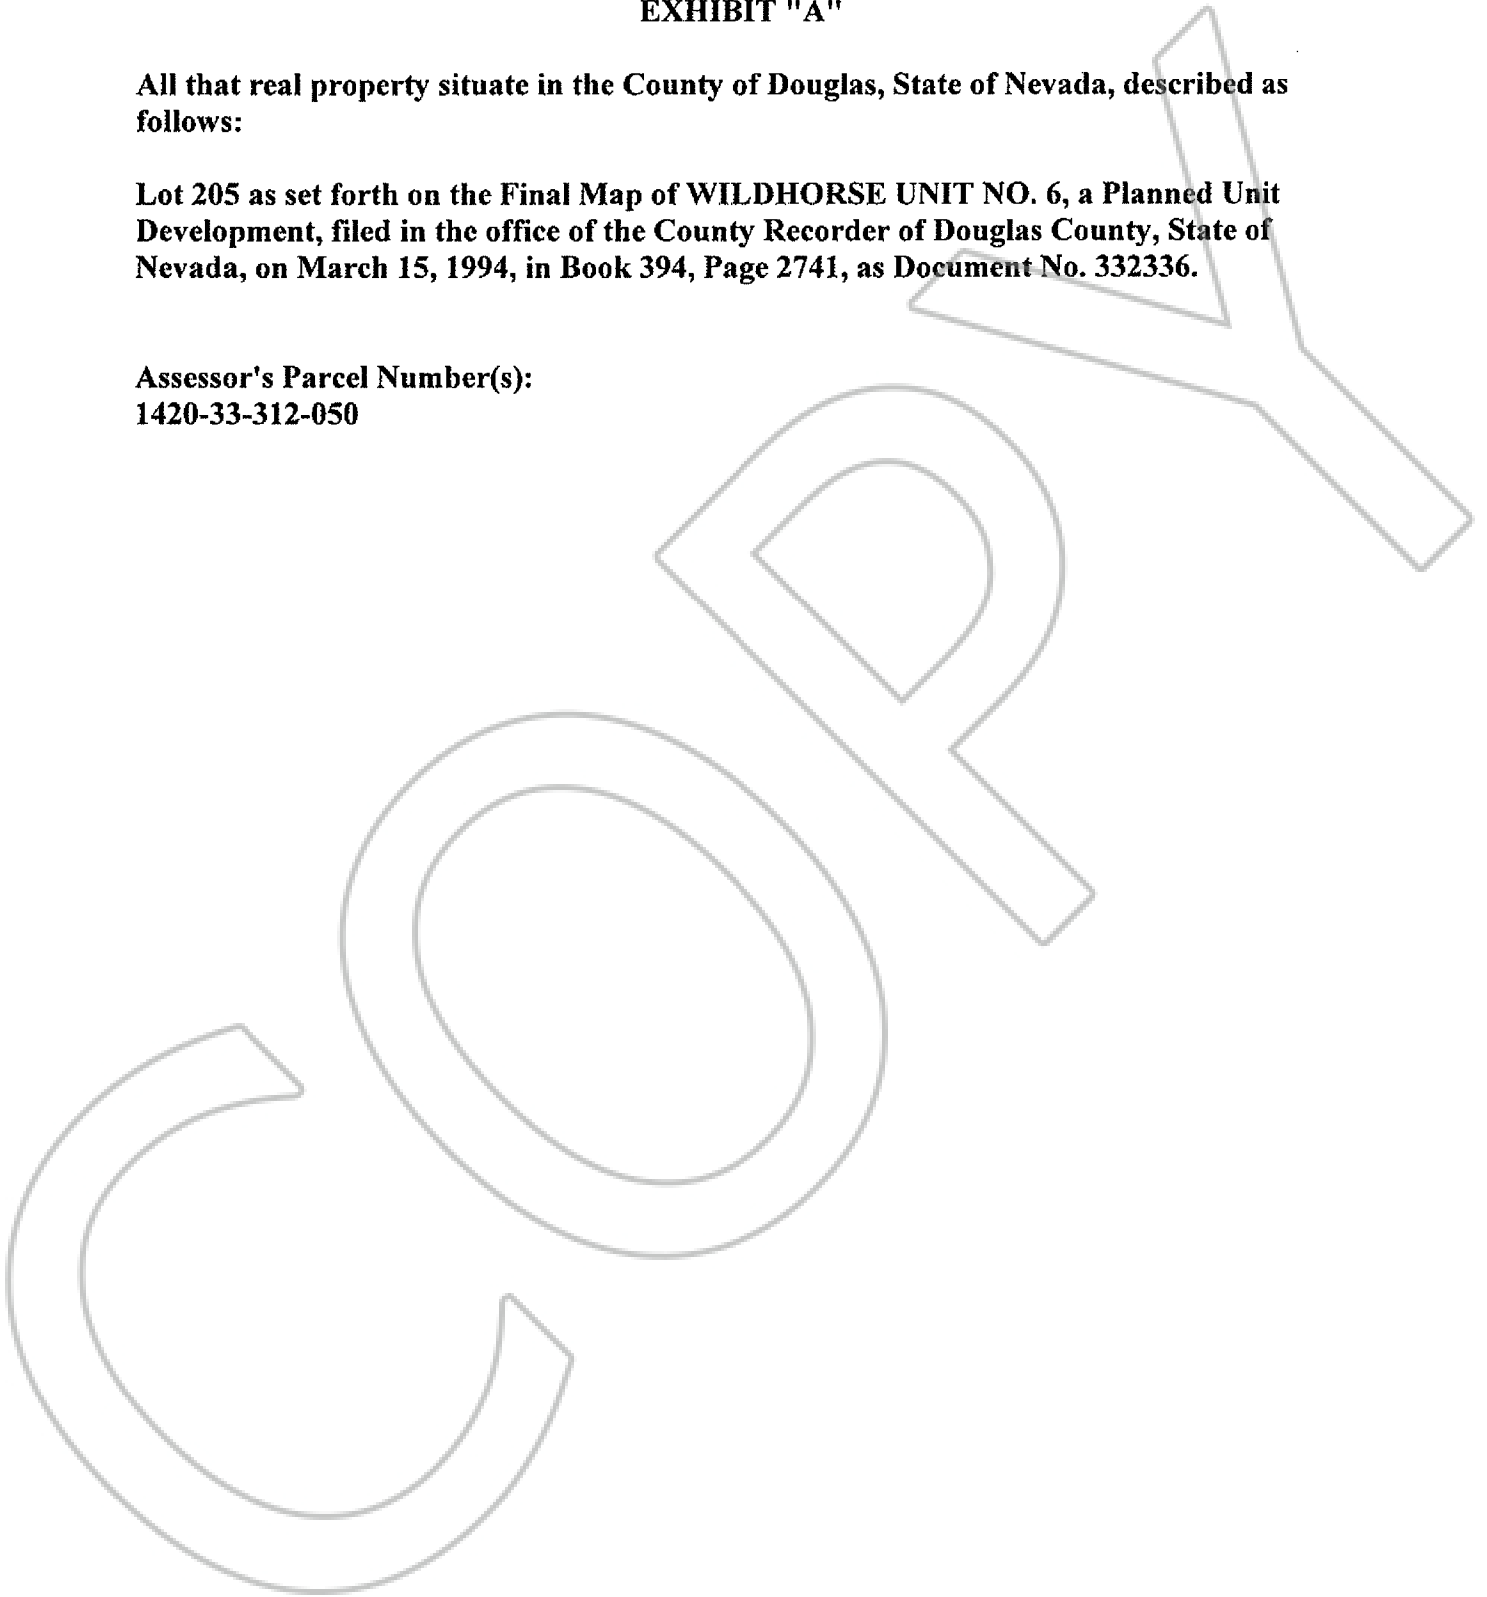 EXHIBIT "A"
All that real property situate in the County of Douglas, State of Nevada, described as
follows:
Lot 205 as set forth on the Final Map of WILDHORSE UNIT NO. 6, a Planned Unit
Development, filed in the office of the County Recorder of Douglas County, State of
Nevada, on March 15, 1994, in Book 394, Page 2741, as Document No. 332336.
Assessor's Parcel Number(s):
1420-33-312-050
COPY